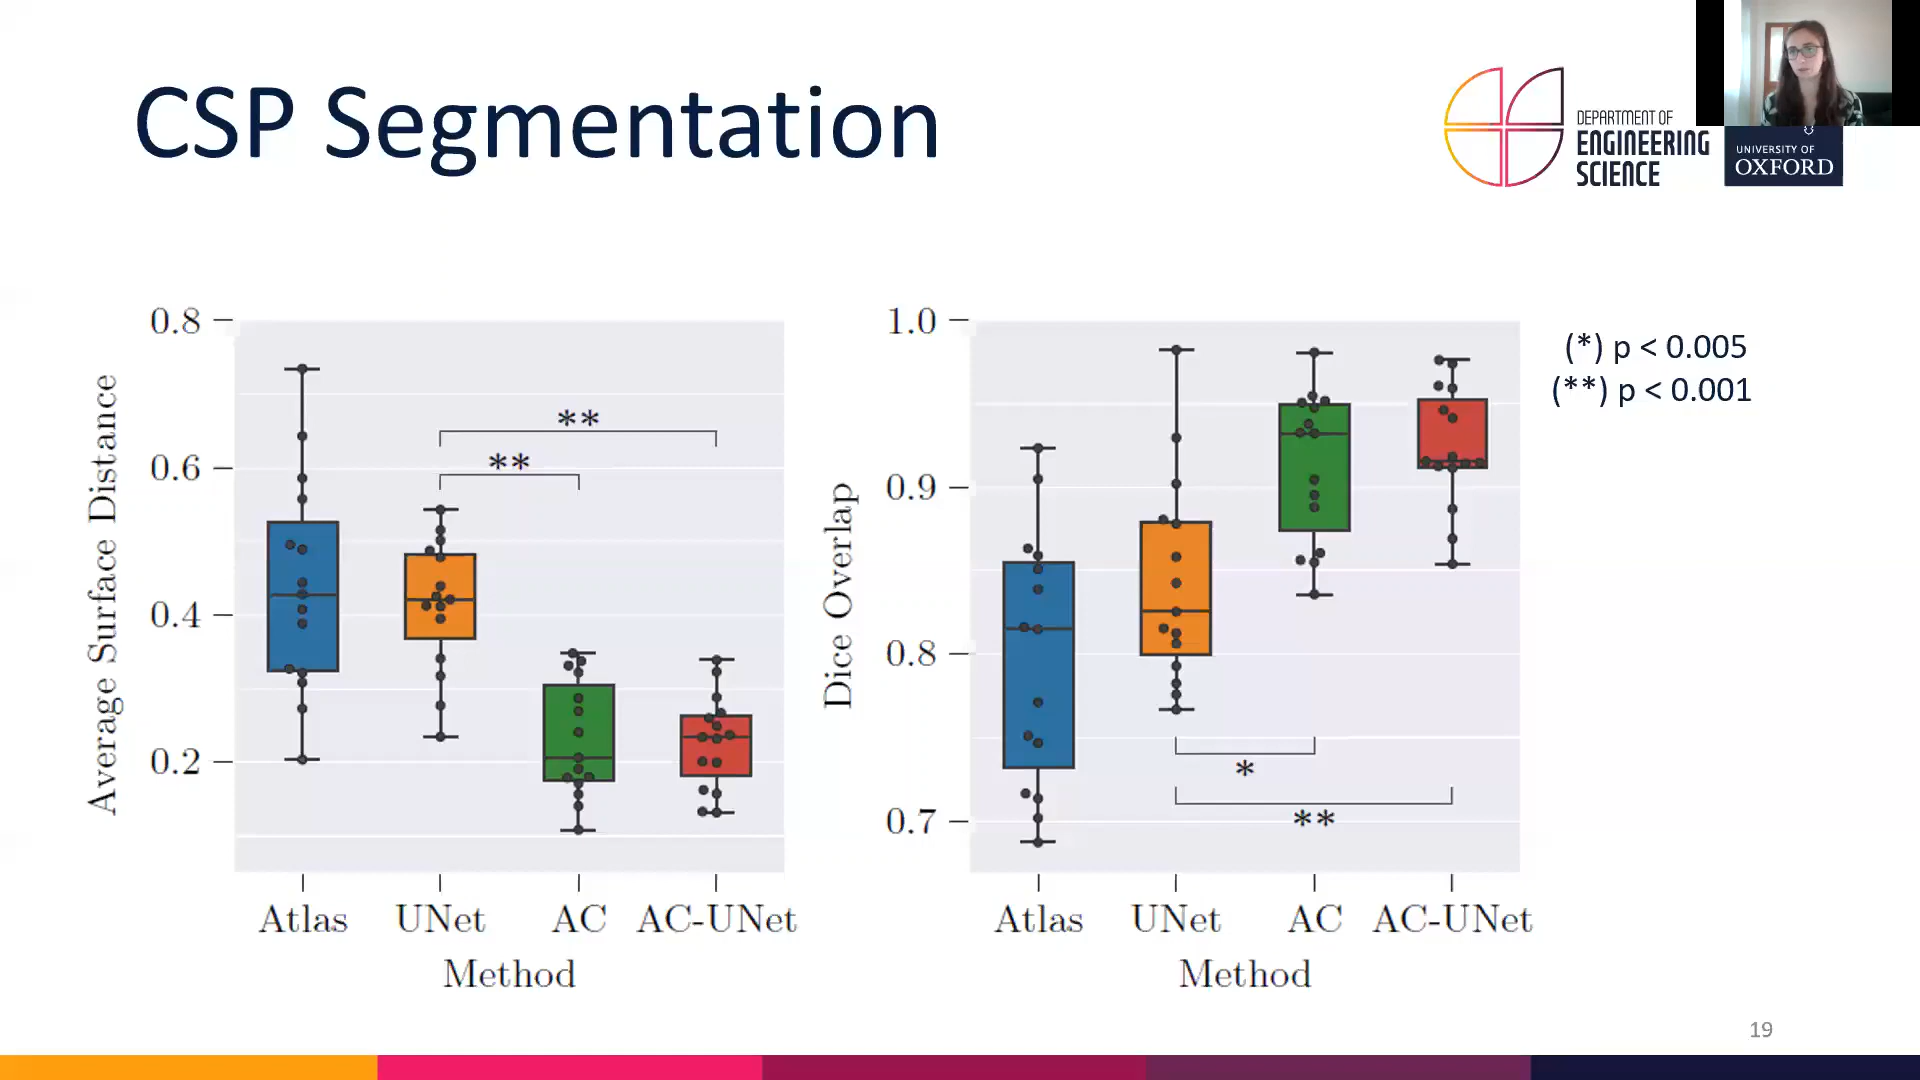 CSP Segmentation
DEPARTMENT OF
ENGINEERING
SCIENCE
UNIVERSITY OF
OXFORD
Average Surface Distance
0.8
0.6
0.4
0.2
**
**
Atlas UNet AC AC-UNet
Method
Dice Overlap
1.0
0.9
0.8
0.7
*
**
Atlas UNet AC AC-UNet
Method
(*) p < 0.005
(**) p < 0.001
19